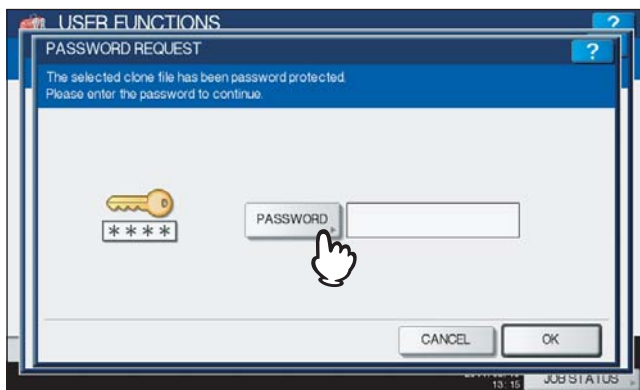 USER FUNCTIONS
?
PASSWORD REQUEST
?
The selected clone file has been password protected.
Please enter the password to continue.
****
PASSWORD
CANCEL
OK
13:15
JOB STATUS